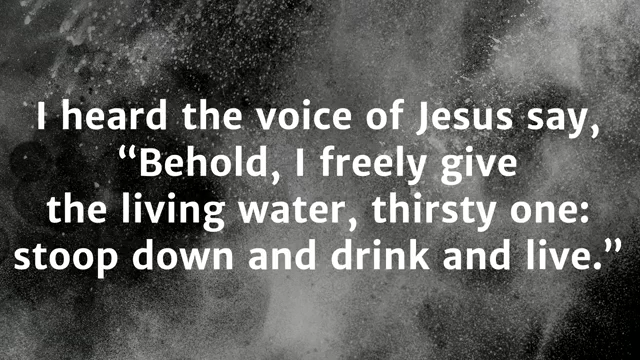 I heard the voice of Jesus say,
“Behold, I freely give
the living water, thirsty one:
stoop down and drink and live.”